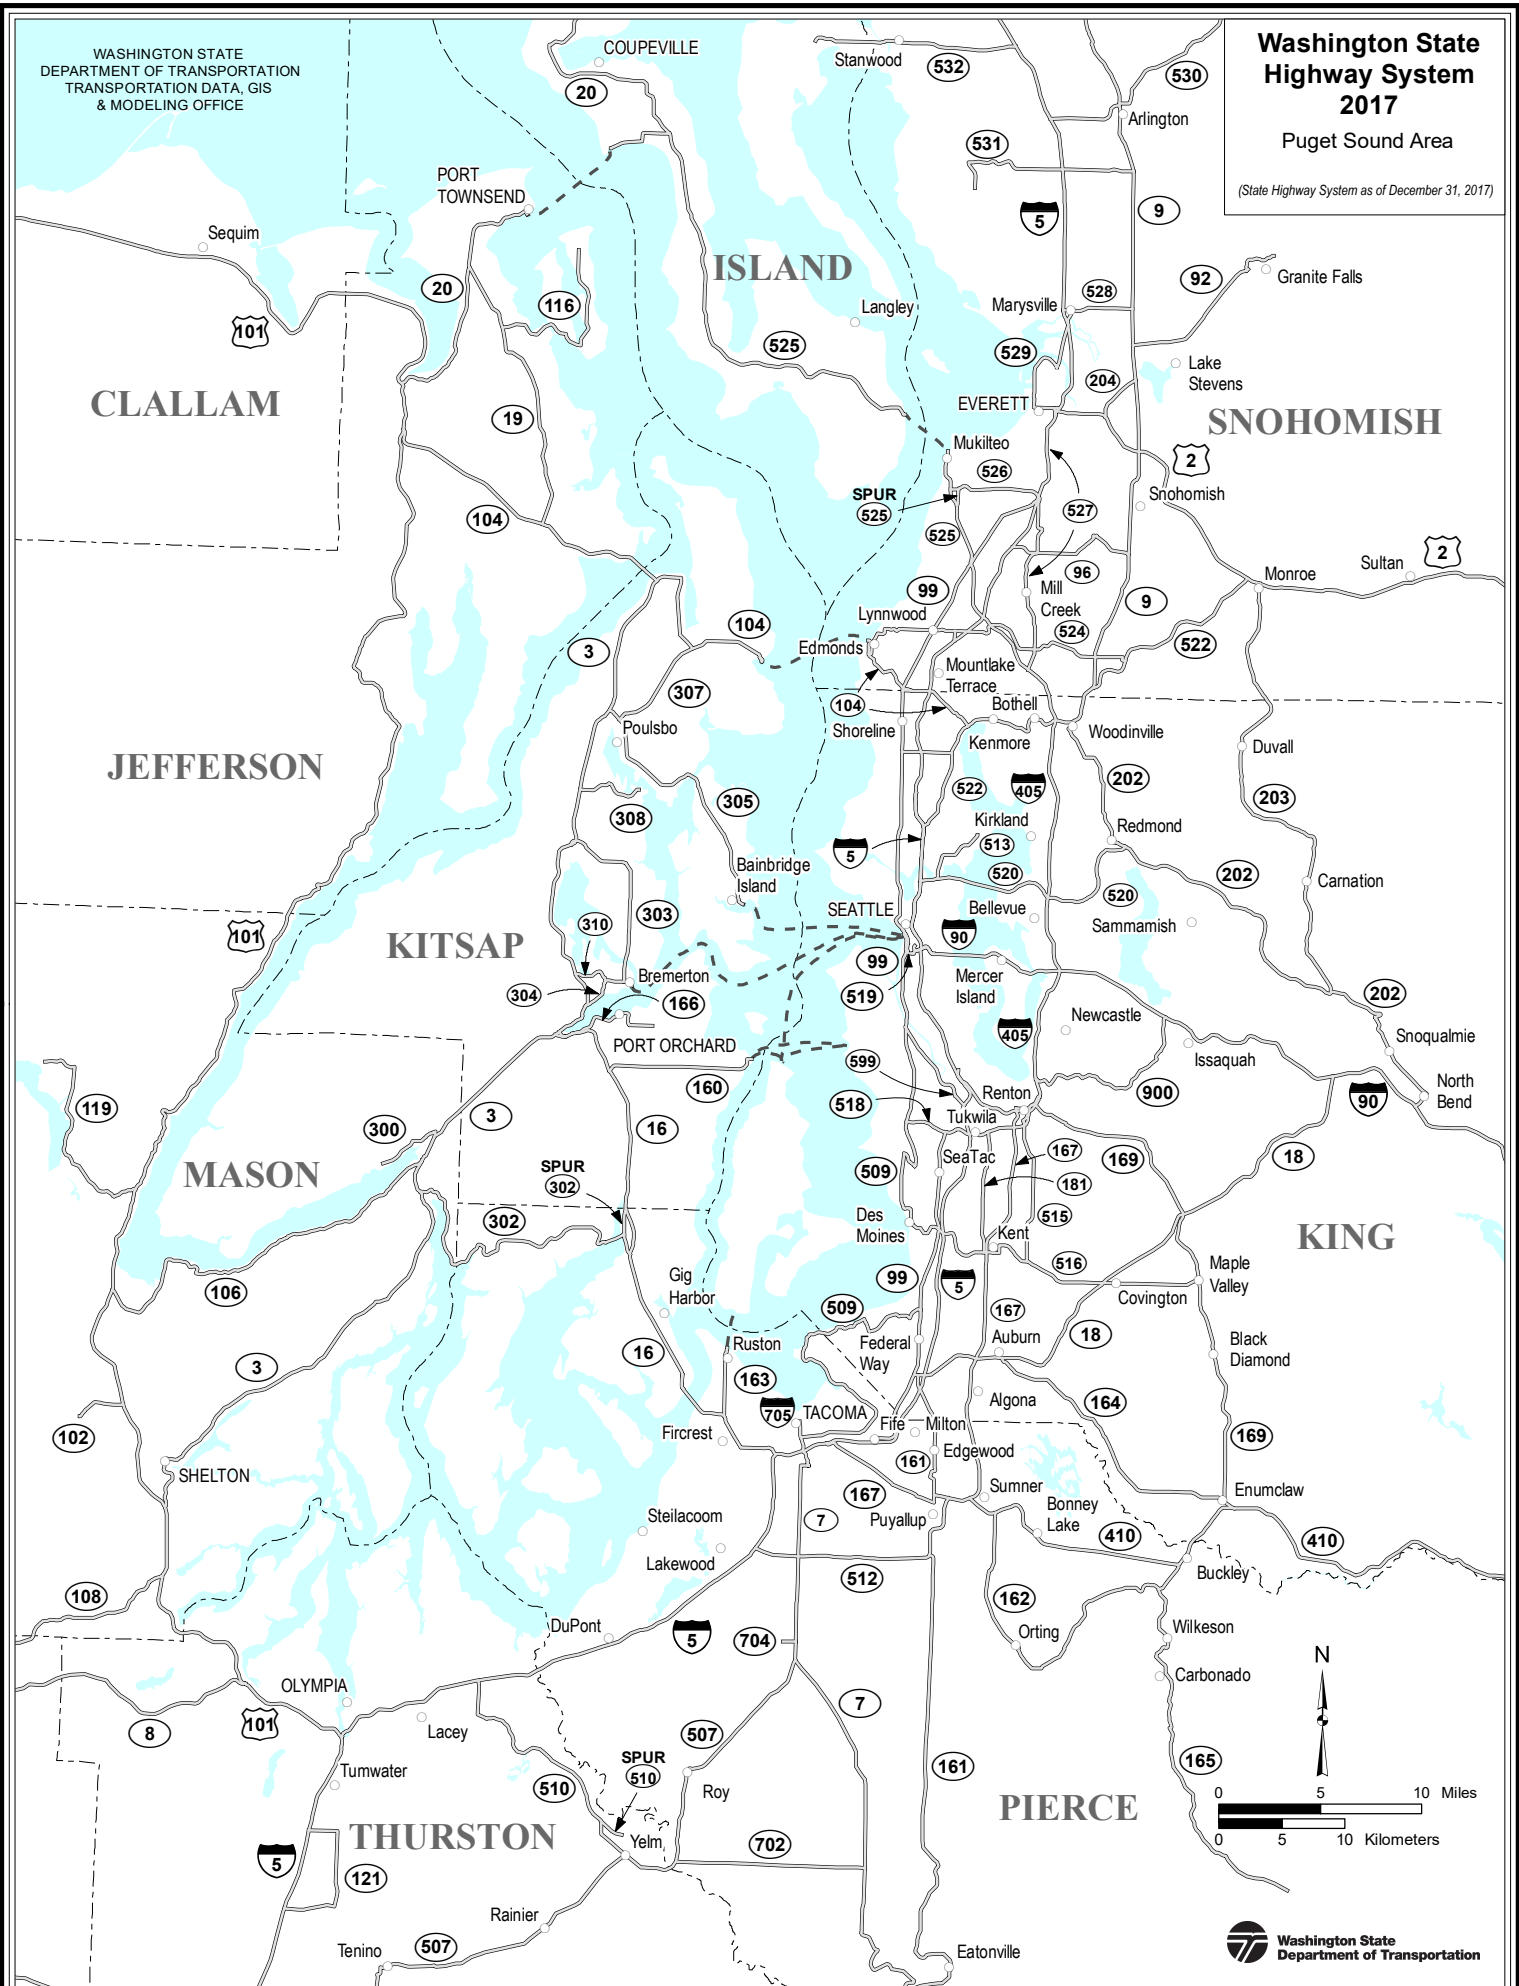 WASHINGTON STATE
DEPARTMENT OF TRANSPORTATION
TRANSPORTATION DATA, GIS
& MODELING OFFICE
Washington State
Highway System
2017
Puget Sound Area
(State Highway System as of December 31, 2017)
COUPEVILLE
20
Stanwood
532
530
Arlington
531
PORT
TOWNSEND
5
9
Sequim
ISLAND
20
116
101
Langley
92
Granite Falls
528
Marysville
525
529
Lake
Stevens
204
CLALLAM
19
EVERETT
SNOHOMISH
Mukilteo
2
526
SPUR
525
Snohomish
527
104
525
2
Sultan
96
Monroe
99
Mill
Creek
9
Lynnwood
104
524
522
3
Edmonds
Mountlake
Terrace
307
104
Bothell
Poulsbo
Shoreline
Kenmore
Woodinville
Duvall
JEFFERSON
202
522
405
305
203
308
Kirkland
Redmond
513
5
Bainbridge
Island
520
202
Carnation
520
SEATTLE
Bellevue
Sammamish
303
310
101
90
KITSAP
99
Bremerton
Mercer
Island
304
166
519
202
Newcastle
405
Snoqualmie
PORT ORCHARD
Issaquah
599
160
North
Bend
Renton
900
90
119
518
3
Tukwila
300
16
167
169
18
SeaTac
MASON
SPUR
302
509
181
302
Des
Moines
515
Kent
KING
516
Maple
Valley
Gig
Harbor
99
5
106
Covington
509
167
18
Ruston
Federal
Way
Auburn
Black
Diamond
16
3
163
Algona
164
705
TACOMA
Fife
Milton
102
Fircrest
169
Edgewood
161
SHELTON
Sumner
Enumclaw
167
Bonney
Lake
Steilacoom
7
Puyallup
410
410
Lakewood
Buckley
512
108
162
DuPont
Wilkeson
5
704
Orting
N
Carbonado
OLYMPIA
7
101
Lacey
8
507
SPUR
510
Tumwater
161
165
510
Roy
0 5 10 Miles
PIERCE
THURSTON
Yelm
702
0 5 10 Kilometers
5
121
Rainier
Tenino
507
Eatonville
Washington State
Department of Transportation